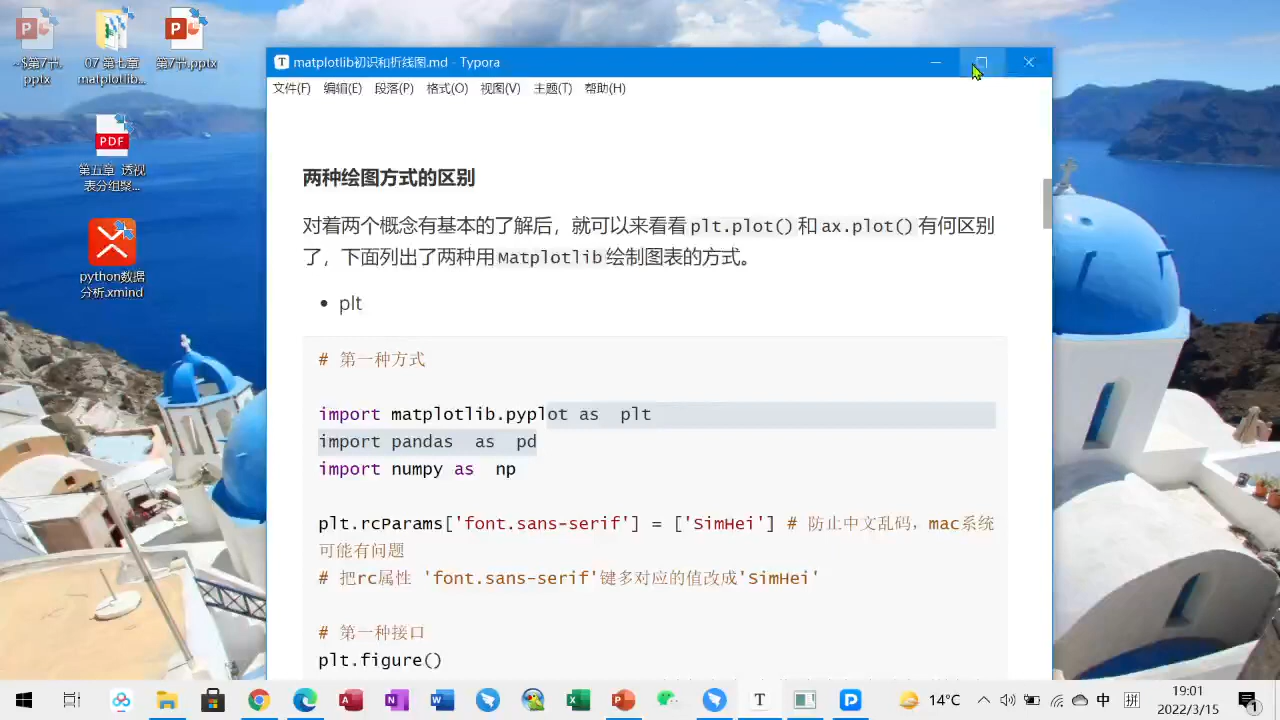 ~$第7节.
pptx
07 第七章
matplotlib...
第7节.pptx
PDF
第五章 透视
表分组聚...
python数据
分析.xmind
matplotlib初识和折线图.md - Typora
文件(F) 编辑(E) 段落(P) 格式(O) 视图(V) 主题(T) 帮助(H)
两种绘图方式的区别
对着两个概念有基本的了解后，就可以来看看plt.plot()和ax.plot()有何区别
了，下面列出了两种用Matplotlib绘制图表的方式。
• plt
# 第一种方式
import matplotlib.pyplot as  plt
import pandas  as  pd
import numpy as  np
plt.rcParams['font.sans-serif'] = ['SimHei'] # 防止中文乱码，mac系统
可能有问题
# 把rc属性 'font.sans-serif'键多对应的值改成'SimHei'
# 第一种接口
plt.figure()
14°C
中
拼
19:01
2022/3/15
1